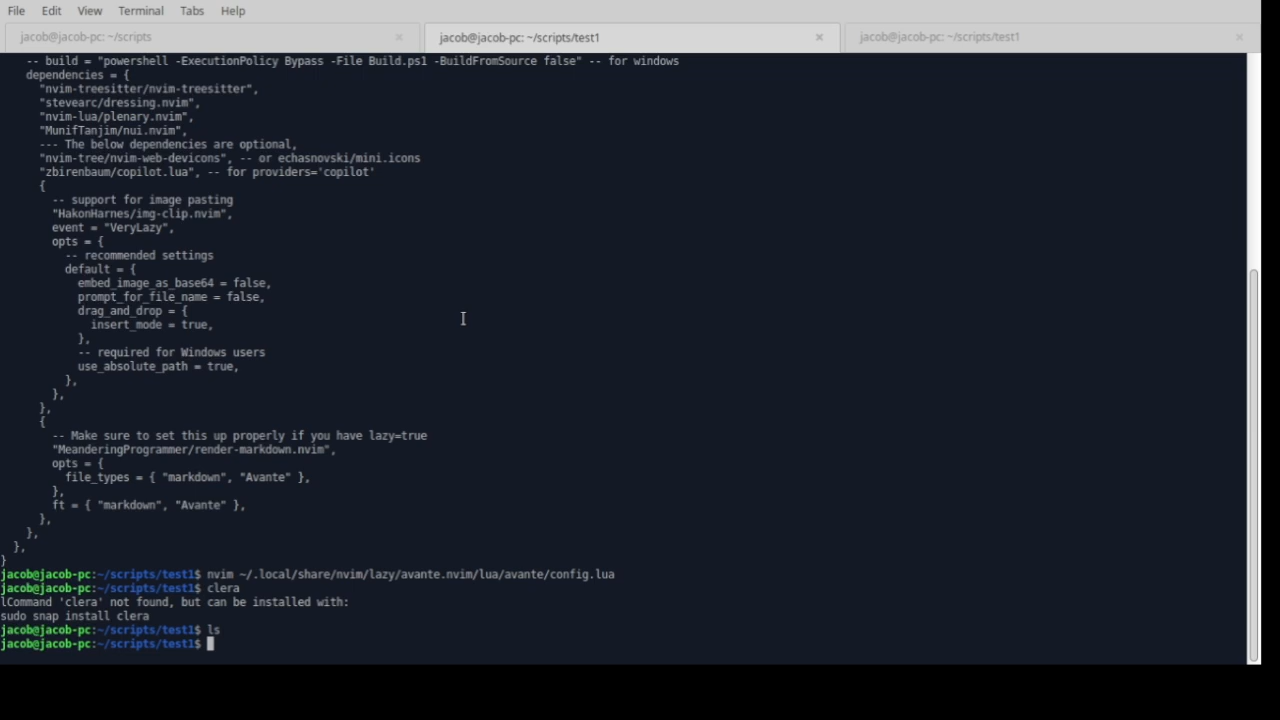 File Edit View Terminal Tabs Help
jacob@jacob-pc: ~/scripts × jacob@jacob-pc: ~/scripts/test1 × jacob@jacob-pc: ~/scripts/test1 ×
    -- build = "powershell -ExecutionPolicy Bypass -File Build.ps1 -BuildFromSource false" -- for windows
    dependencies = {
      "nvim-treesitter/nvim-treesitter",
      "stevearc/dressing.nvim",
      "nvim-lua/plenary.nvim",
      "MunifTanjim/nui.nvim",
      --- The below dependencies are optional,
      "nvim-tree/nvim-web-devicons", -- or echasnovski/mini.icons
      "zbirenbaum/copilot.lua", -- for providers='copilot'
      {
        -- support for image pasting
        "HakonHarnes/img-clip.nvim",
        event = "VeryLazy",
        opts = {
          -- recommended settings
          default = {
            embed_image_as_base64 = false,
            prompt_for_file_name = false,
            drag_and_drop = {
              insert_mode = true,
            },
            -- required for Windows users
            use_absolute_path = true,
          },
        },
      },
      {
        -- Make sure to set this up properly if you have lazy=true
        "MeanderingProgrammer/render-markdown.nvim",
        opts = {
          file_types = { "markdown", "Avante" },
        },
        ft = { "markdown", "Avante" },
      },
    },
  },
}
jacob@jacob-pc:~/scripts/test1$ nvim ~/.local/share/nvim/lazy/avante.nvim/lua/avante/config.lua
jacob@jacob-pc:~/scripts/test1$ clera
lCommand 'clera' not found, but can be installed with:
sudo snap install clera
jacob@jacob-pc:~/scripts/test1$ ls
jacob@jacob-pc:~/scripts/test1$